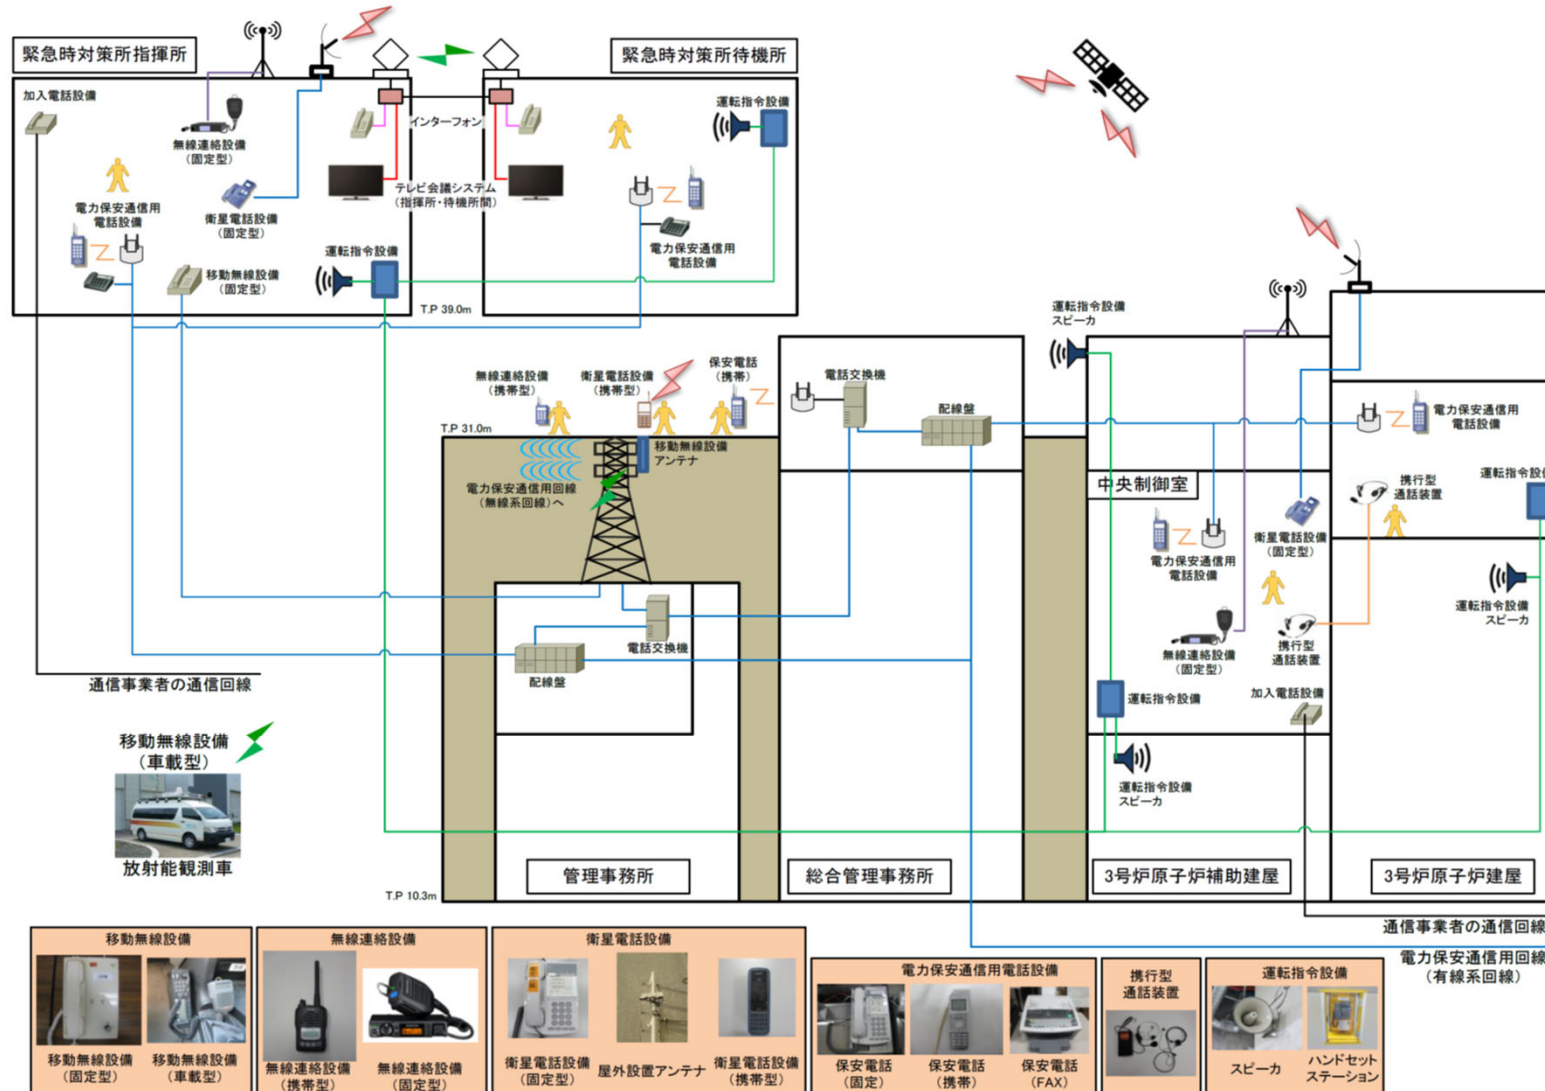 緊急時対策所指揮所
緊急時対策所待機所
加入電話設備
無線連絡設備
(固定型)
インターフォン
運転指令設備
電力保安通信用
電話設備
衛星電話設備
(固定型)
テレビ会議システム
(指揮所・待機所間)
運転指令設備
移動無線設備
(固定型)
電力保安通信用
電話設備
T.P 39.0m
運転指令設備
スピーカ
無線連絡設備
(携帯型)
衛星電話設備
(携帯型)
保安電話
(携帯)
電話交換機
配線盤
電力保安通信用
電話設備
T.P 31.0m
移動無線設備
アンテナ
電力保安通信用回線
(無線系回線)へ
中央制御室
携行型
通話装置
運転指令設
衛星電話設備
(固定型)
電力保安通信用
電話設備
運転指令設備
スピーカ
電話交換機
配線盤
無線連絡設備
(固定型)
携行型
通話装置
運転指令設備
加入電話設備
通信事業者の通信回線
移動無線設備
(車載型)
運転指令設備
スピーカ
放射能観測車
管理事務所
総合管理事務所
3号炉原子炉補助建屋
3号炉原子炉建屋
T.P 10.3m
通信事業者の通信回線
電力保安通信用回線
(有線系回線)
移動無線設備
移動無線設備
(固定型)
移動無線設備
(車載型)
無線連絡設備
無線連絡設備
(携帯型)
無線連絡設備
(固定型)
衛星電話設備
衛星電話設備
(固定型)
屋外設置アンテナ
衛星電話設備
(携帯型)
電力保安通信用電話設備
保安電話
(固定)
保安電話
(携帯)
保安電話
(FAX)
携行型
通話装置
運転指令設備
スピーカ
ハンドセット
ステーション